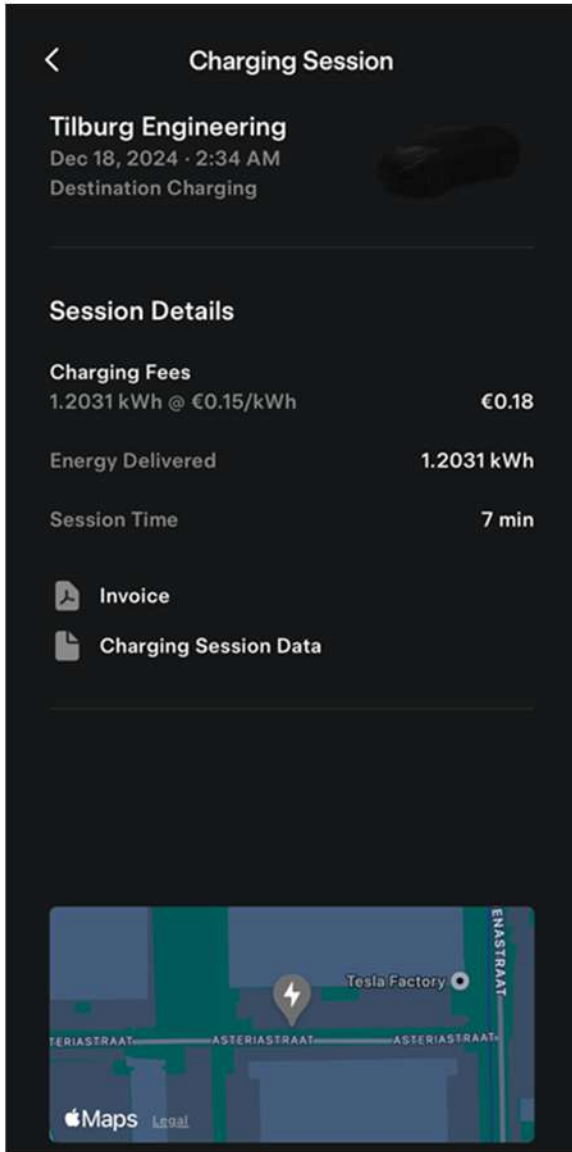 Charging Session
Tilburg Engineering
Dec 18, 2024 · 2:34 AM
Destination Charging
Session Details
Charging Fees
1.2031 kWh @ €0.15/kWh €0.18
Energy Delivered 1.2031 kWh
Session Time 7 min
Invoice
Charging Session Data
ENASTRAAT
Tesla Factory
TERIASTRAAT ASTERIASTRAAT ASTERIASTRAAT
Maps Legal